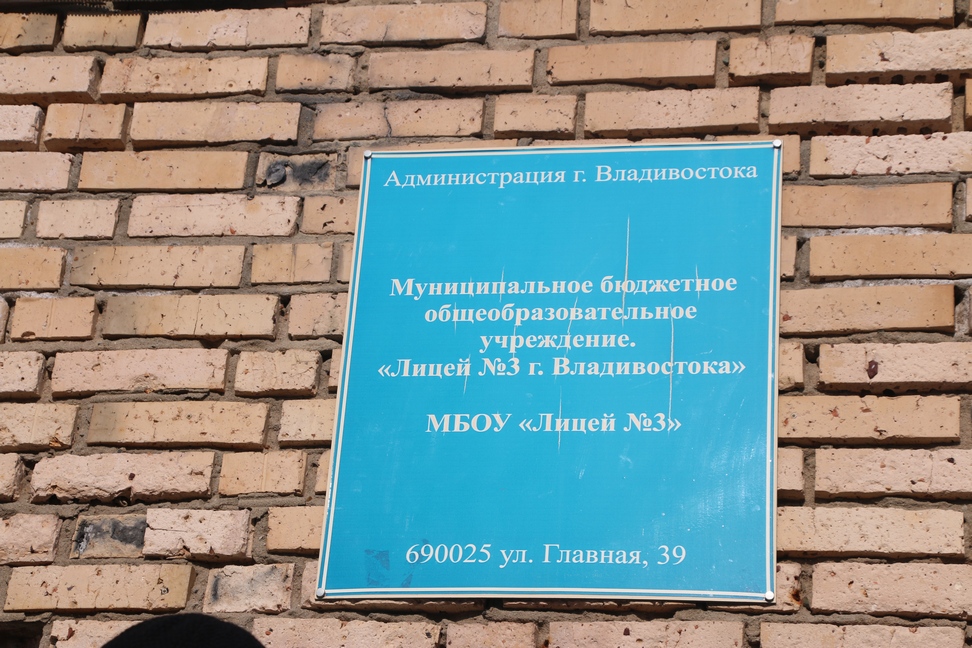 Администрация г. Владивостока
Муниципальное бюджетное
общеобразовательное
учреждение.
«Лицей №3 г. Владивостока»
МБОУ «Лицей №3»
690025 ул. Главная, 39